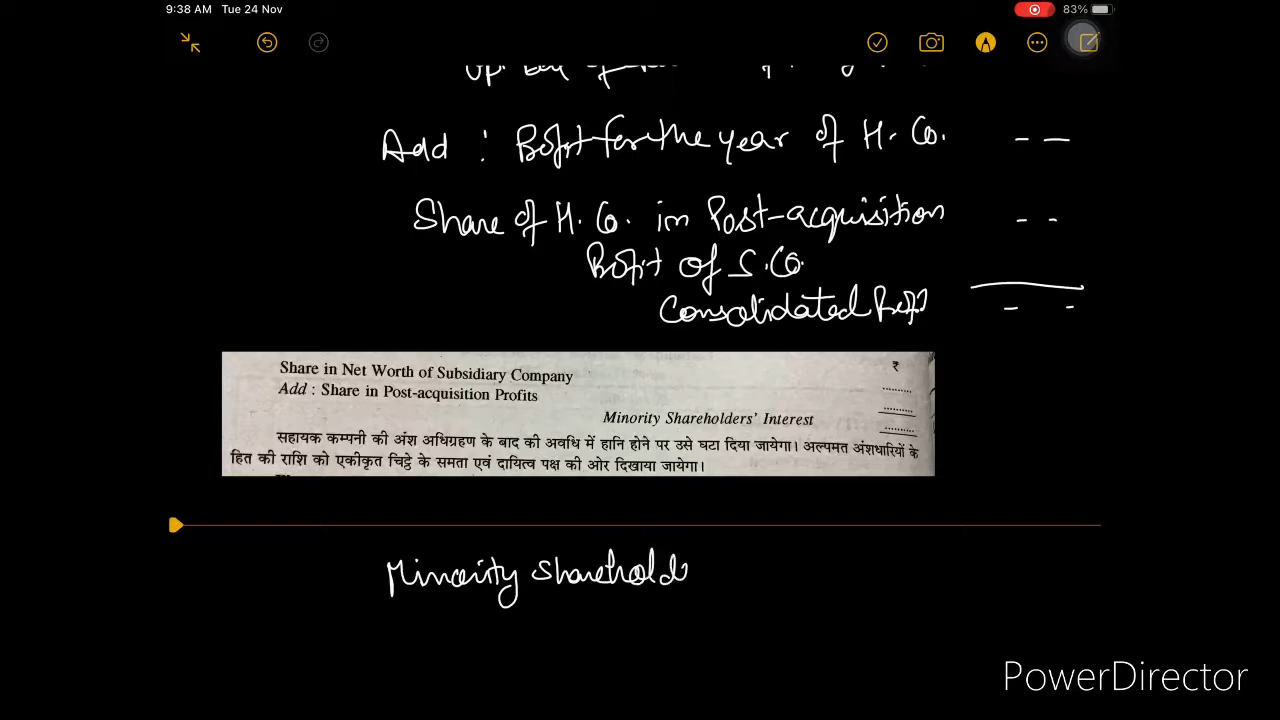 9:38 AM Tue 24 Nov
83%
Add : Profit for the year of H. Co. - -
Share of H. Co. in Post-acquisition - -
Profit of S. Co.
Consolidated Profit - -
₹
Share in Net Worth of Subsidiary Company ..........
Add : Share in Post-acquisition Profits ..........
Minority Shareholders' Interest ..........
सहायक कम्पनी की अंश अधिग्रहण के बाद की अवधि में हानि होने पर उसे घटा दिया जायेगा। अल्पमत अंशधारियों के
हित की राशि को एकीकृत चिट्ठे के समता एवं दायित्व पक्ष की ओर दिखाया जायेगा।
Minority Sharehold
PowerDirector